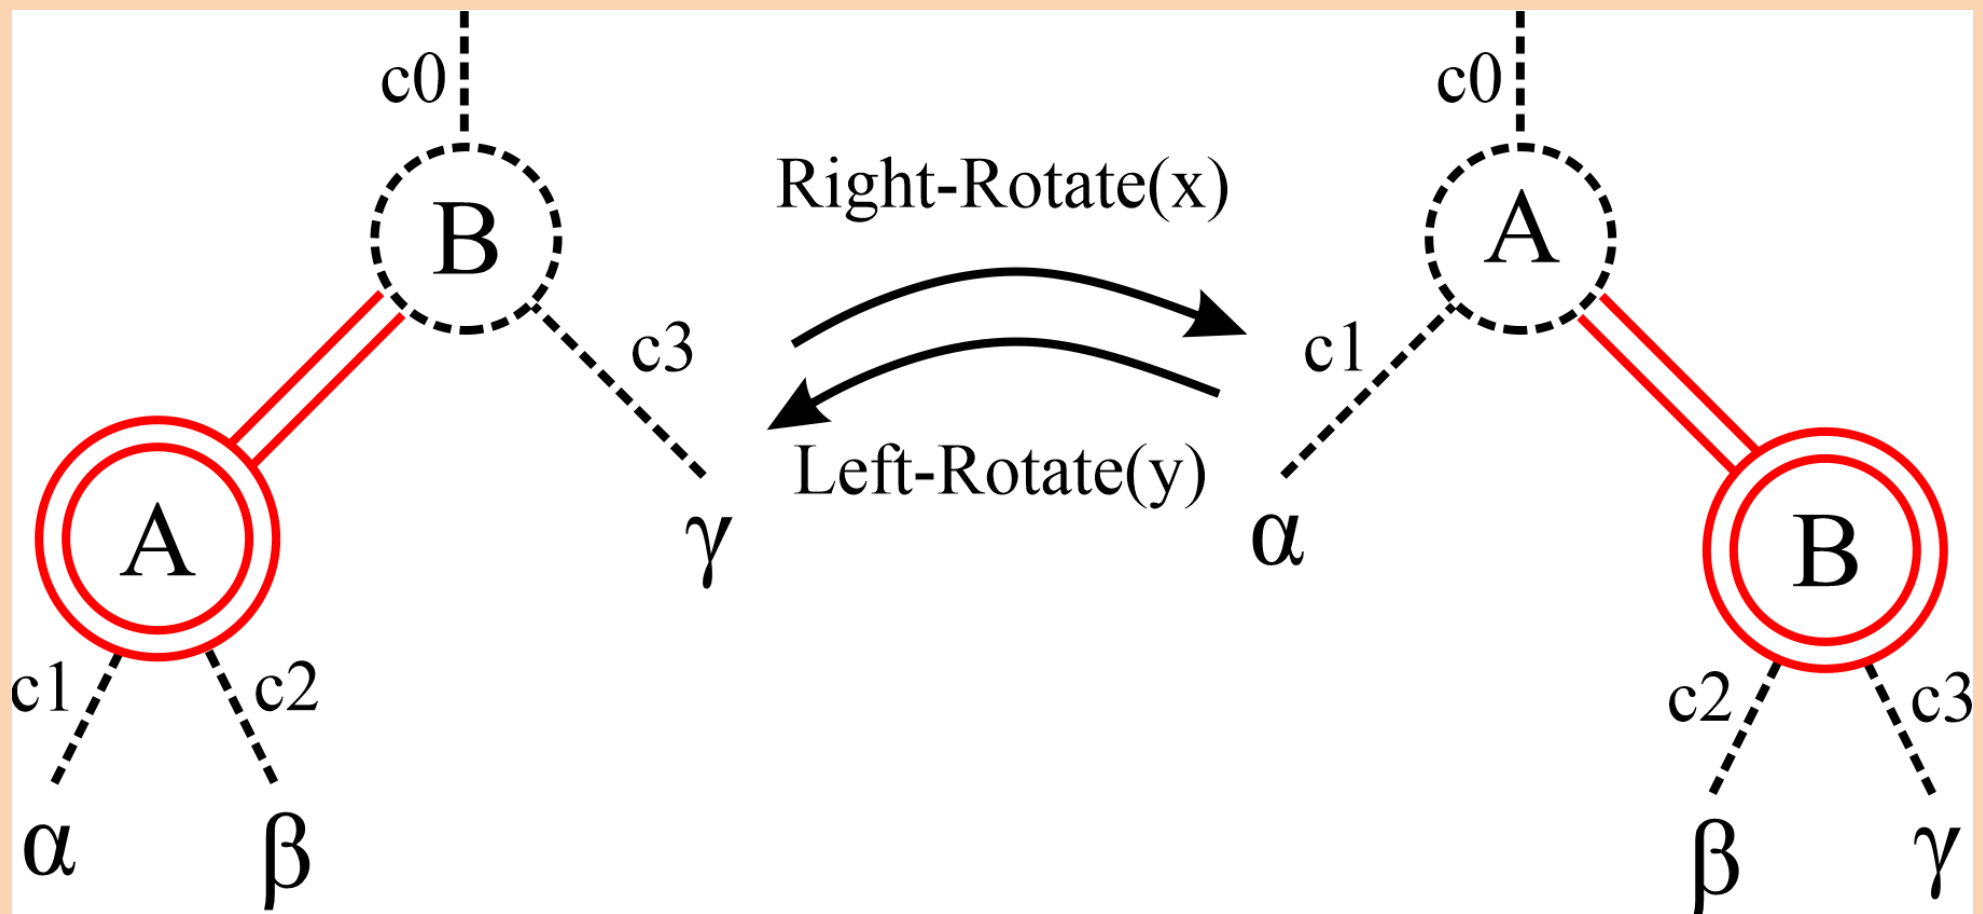 c0
B
c3
γ
A
c1
c2
α
β
Right-Rotate(x)
Left-Rotate(y)
c0
A
c1
α
B
c2
c3
β
γ